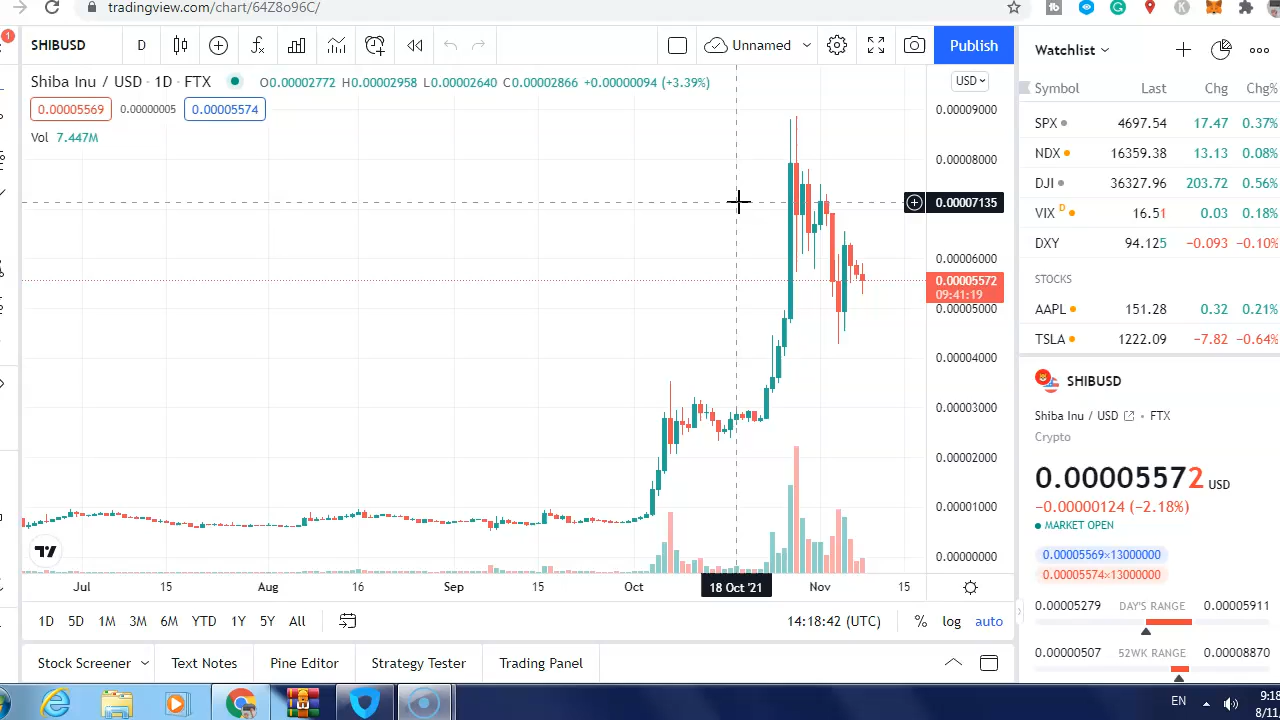 tradingview.com/chart/64Z8o96C/
1
SHIBUSD D Unnamed Publish
Shiba Inu / USD · 1D · FTX O0.00002772 H0.00002958 L0.00002640 C0.00002866 +0.00000094 (+3.39%)
0.00005569 0.00000005 0.00005574
Vol 7.447M
USD
0.00009000
0.00008000
0.00007135
0.00006000
0.00005572
09:41:19
0.00005000
0.00004000
0.00003000
0.00002000
0.00001000
0.00000000
Jul 15 Aug 16 Sep 15 Oct 18 Oct '21 Nov 15
1D 5D 1M 3M 6M YTD 1Y 5Y All 14:18:42 (UTC) % log auto
Stock Screener Text Notes Pine Editor Strategy Tester Trading Panel
Watchlist
Symbol Last Chg Chg%
SPX 4697.54 17.47 0.37%
NDX 16359.38 13.13 0.08%
DJI 36327.96 203.72 0.56%
VIX D 16.51 0.03 0.18%
DXY 94.125 −0.093 −0.10%
STOCKS
AAPL 151.28 0.32 0.21%
TSLA 1222.09 −7.82 −0.64%
SHIBUSD
Shiba Inu / USD · FTX
Crypto
0.00005572 USD
−0.00000124 (−2.18%)
MARKET OPEN
0.00005569×13000000
0.00005574×13000000
0.00005279 DAY'S RANGE 0.00005911
0.00000507 52WK RANGE 0.00008870
EN
9:18
8/11